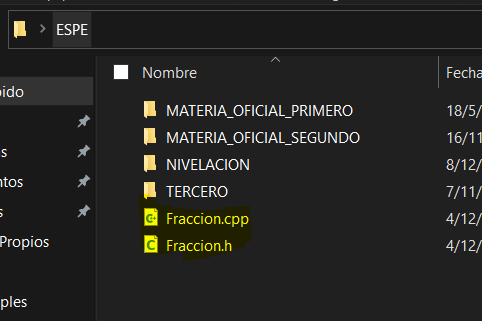 ESPE
Nombre
Fecha
pido
MATERIA_OFICIAL_PRIMERO
18/5/
MATERIA_OFICIAL_SEGUNDO
16/11
NIVELACION
8/12/
ntos
TERCERO
7/11/
Fraccion.cpp
4/12/
Propios
Fraccion.h
4/12/
ples